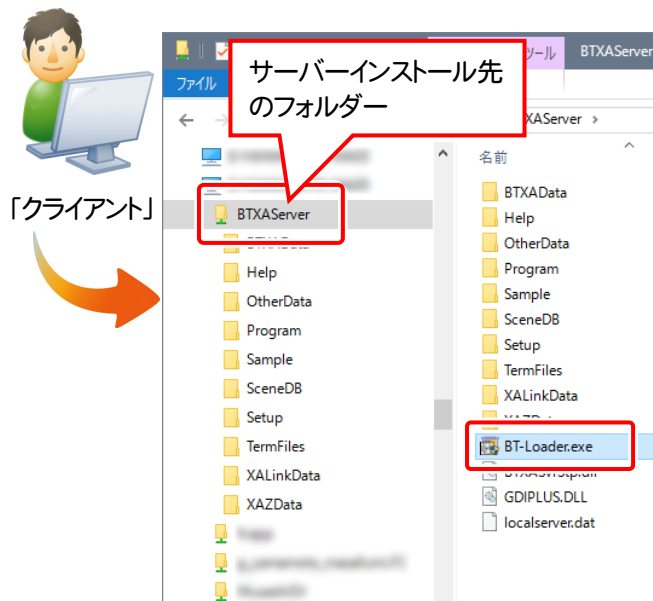 ツール
BTXAServer
ファイル
サーバーインストール先
のフォルダー
XAServer
名前
「クライアント」
BTXAServer
Help
OtherData
Program
Sample
SceneDB
Setup
TermFiles
XALinkData
XAZData
BTXAData
Help
OtherData
Program
Sample
SceneDB
Setup
TermFiles
XALinkData
BT-Loader.exe
GDIPLUS.DLL
localserver.dat